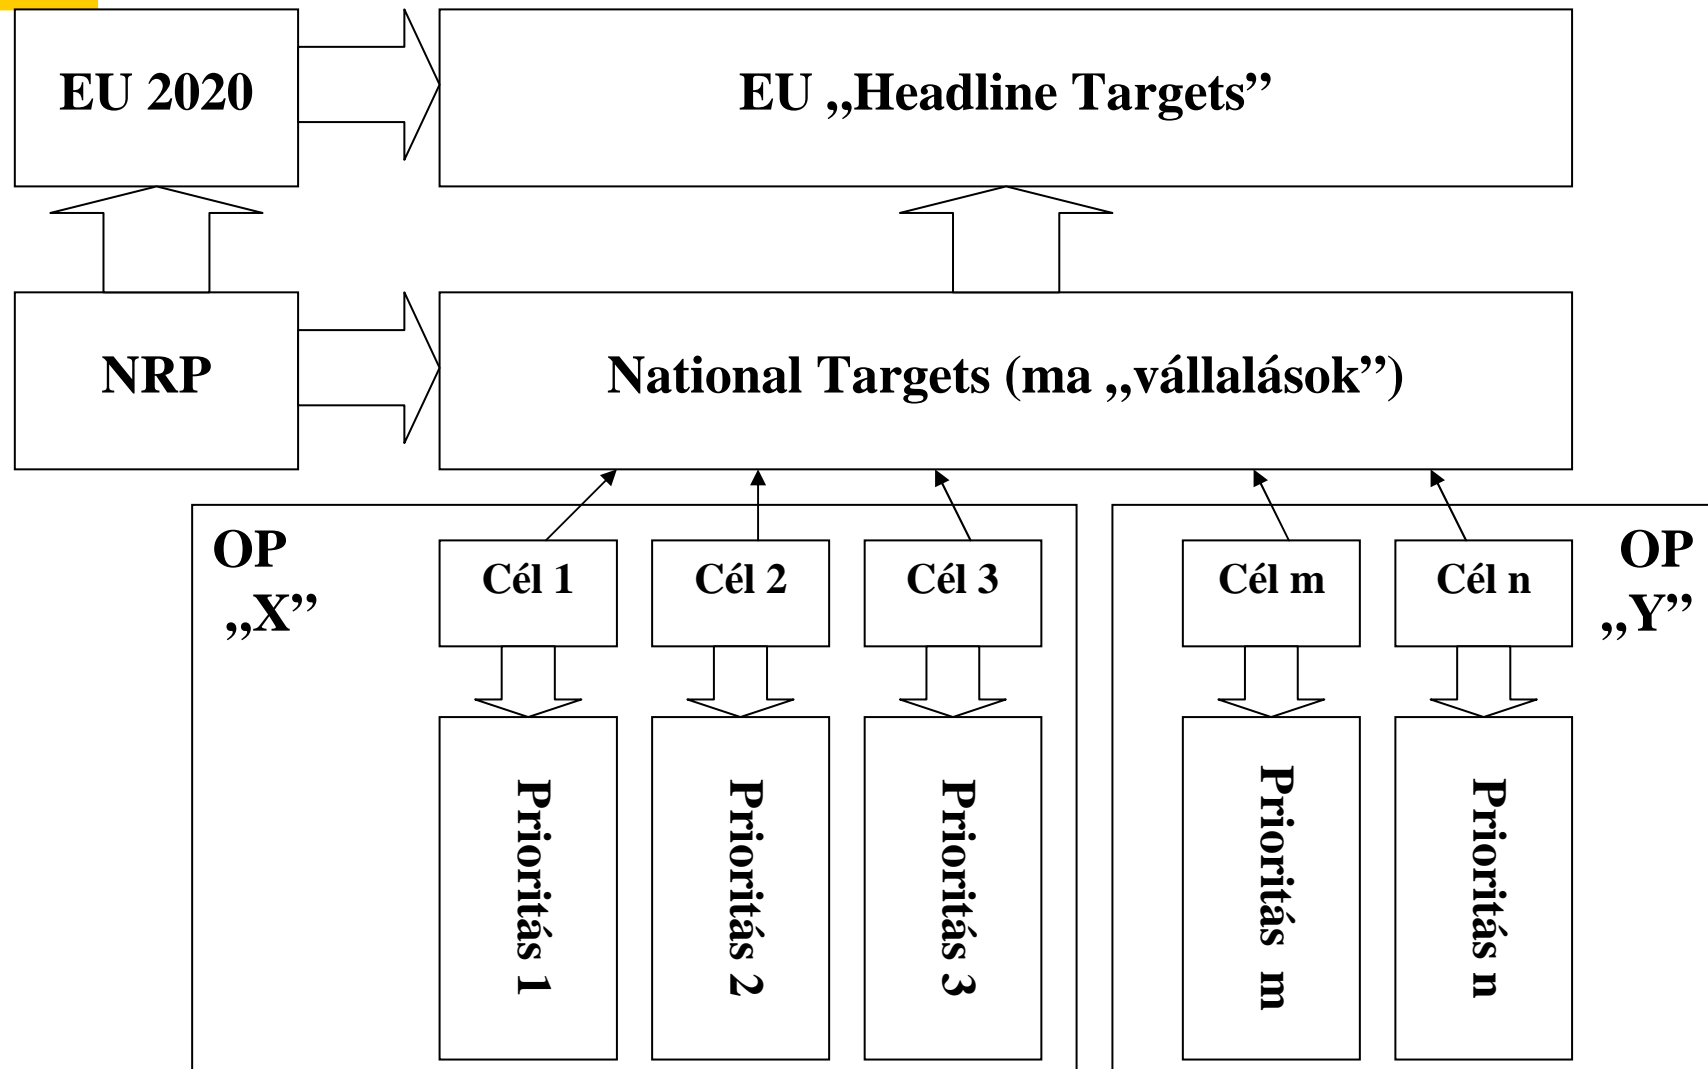 EU 2020
EU „Headline Targets”
NRP
National Targets (ma „vállalások”)
OP
„X”
Cél 1
Cél 2
Cél 3
Cél m
Cél n
OP
„Y”
Prioritás 1
Prioritás 2
Prioritás 3
Prioritás m
Prioritás n